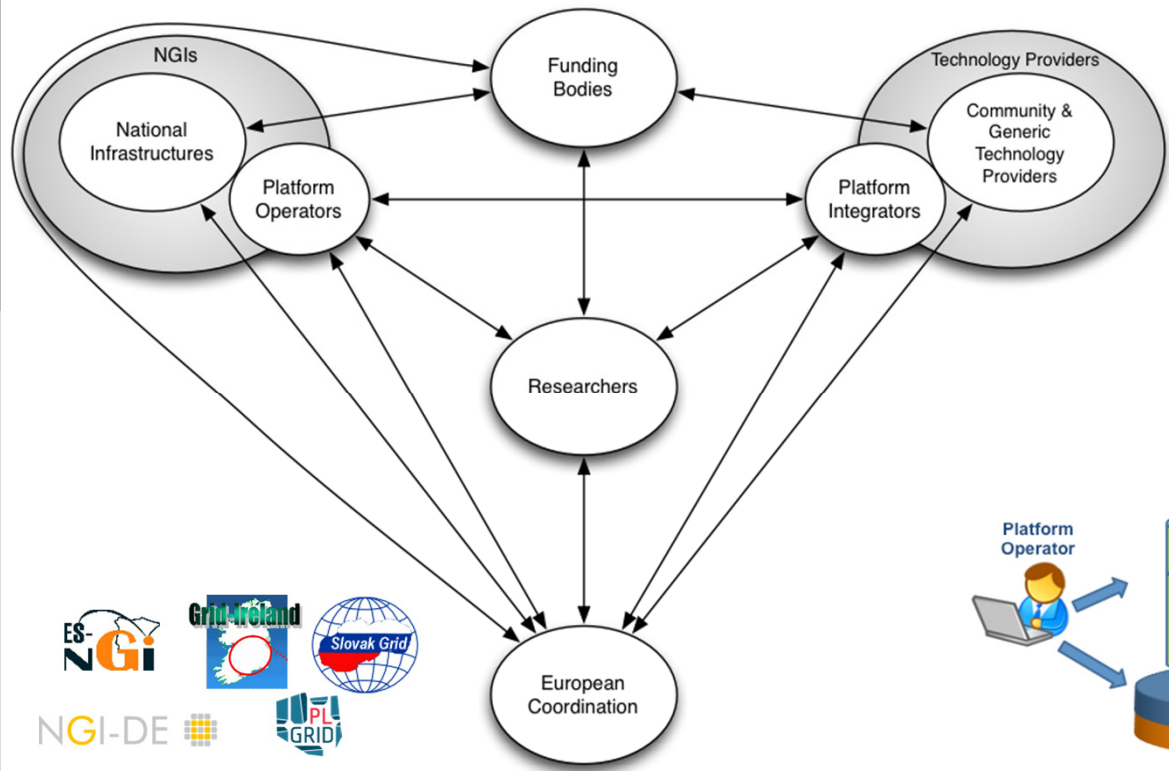 NGIs
National
Infrastructures
Platform
Operators
Funding
Bodies
Technology Providers
Community &
Generic
Technology
Providers
Platform
Integrators
Researchers
European
Coordination
Platform
Operator
ES-
NGi
Grid-Ireland
Slovak Grid
NGI-DE
PL
GRID